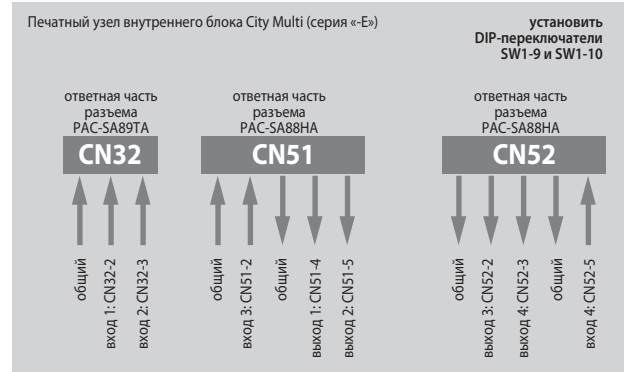 Печатный узел внутреннего блока City Multi (серия «-E»)
установить
DIP-переключатели
SW1-9 и SW1-10
ответная часть
разъема
PAC-SA89TA
CN32
общий
вход 1: CN32-2
вход 2: CN32-3
ответная часть
разъема
PAC-SA88HA
CN51
общий
вход 3: CN51-2
общий
выход 1: CN51-4
выход 2: CN51-5
ответная часть
разъема
PAC-SA88HA
CN52
общий
выход 3: CN52-2
выход 4: CN52-3
общий
вход 4: CN52-5